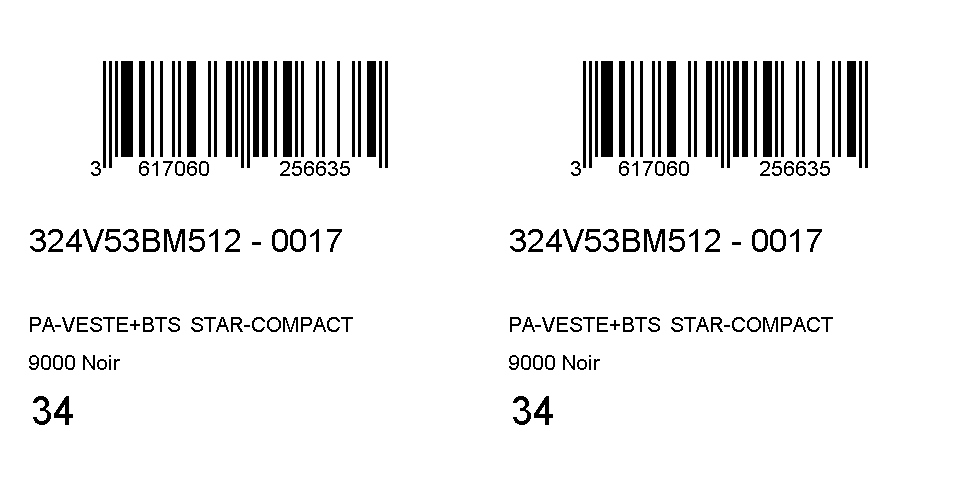 3 617060 256635
324V53BM512 - 0017
PA-VESTE+BTS STAR-COMPACT
9000 Noir
34
3 617060 256635
324V53BM512 - 0017
PA-VESTE+BTS STAR-COMPACT
9000 Noir
34